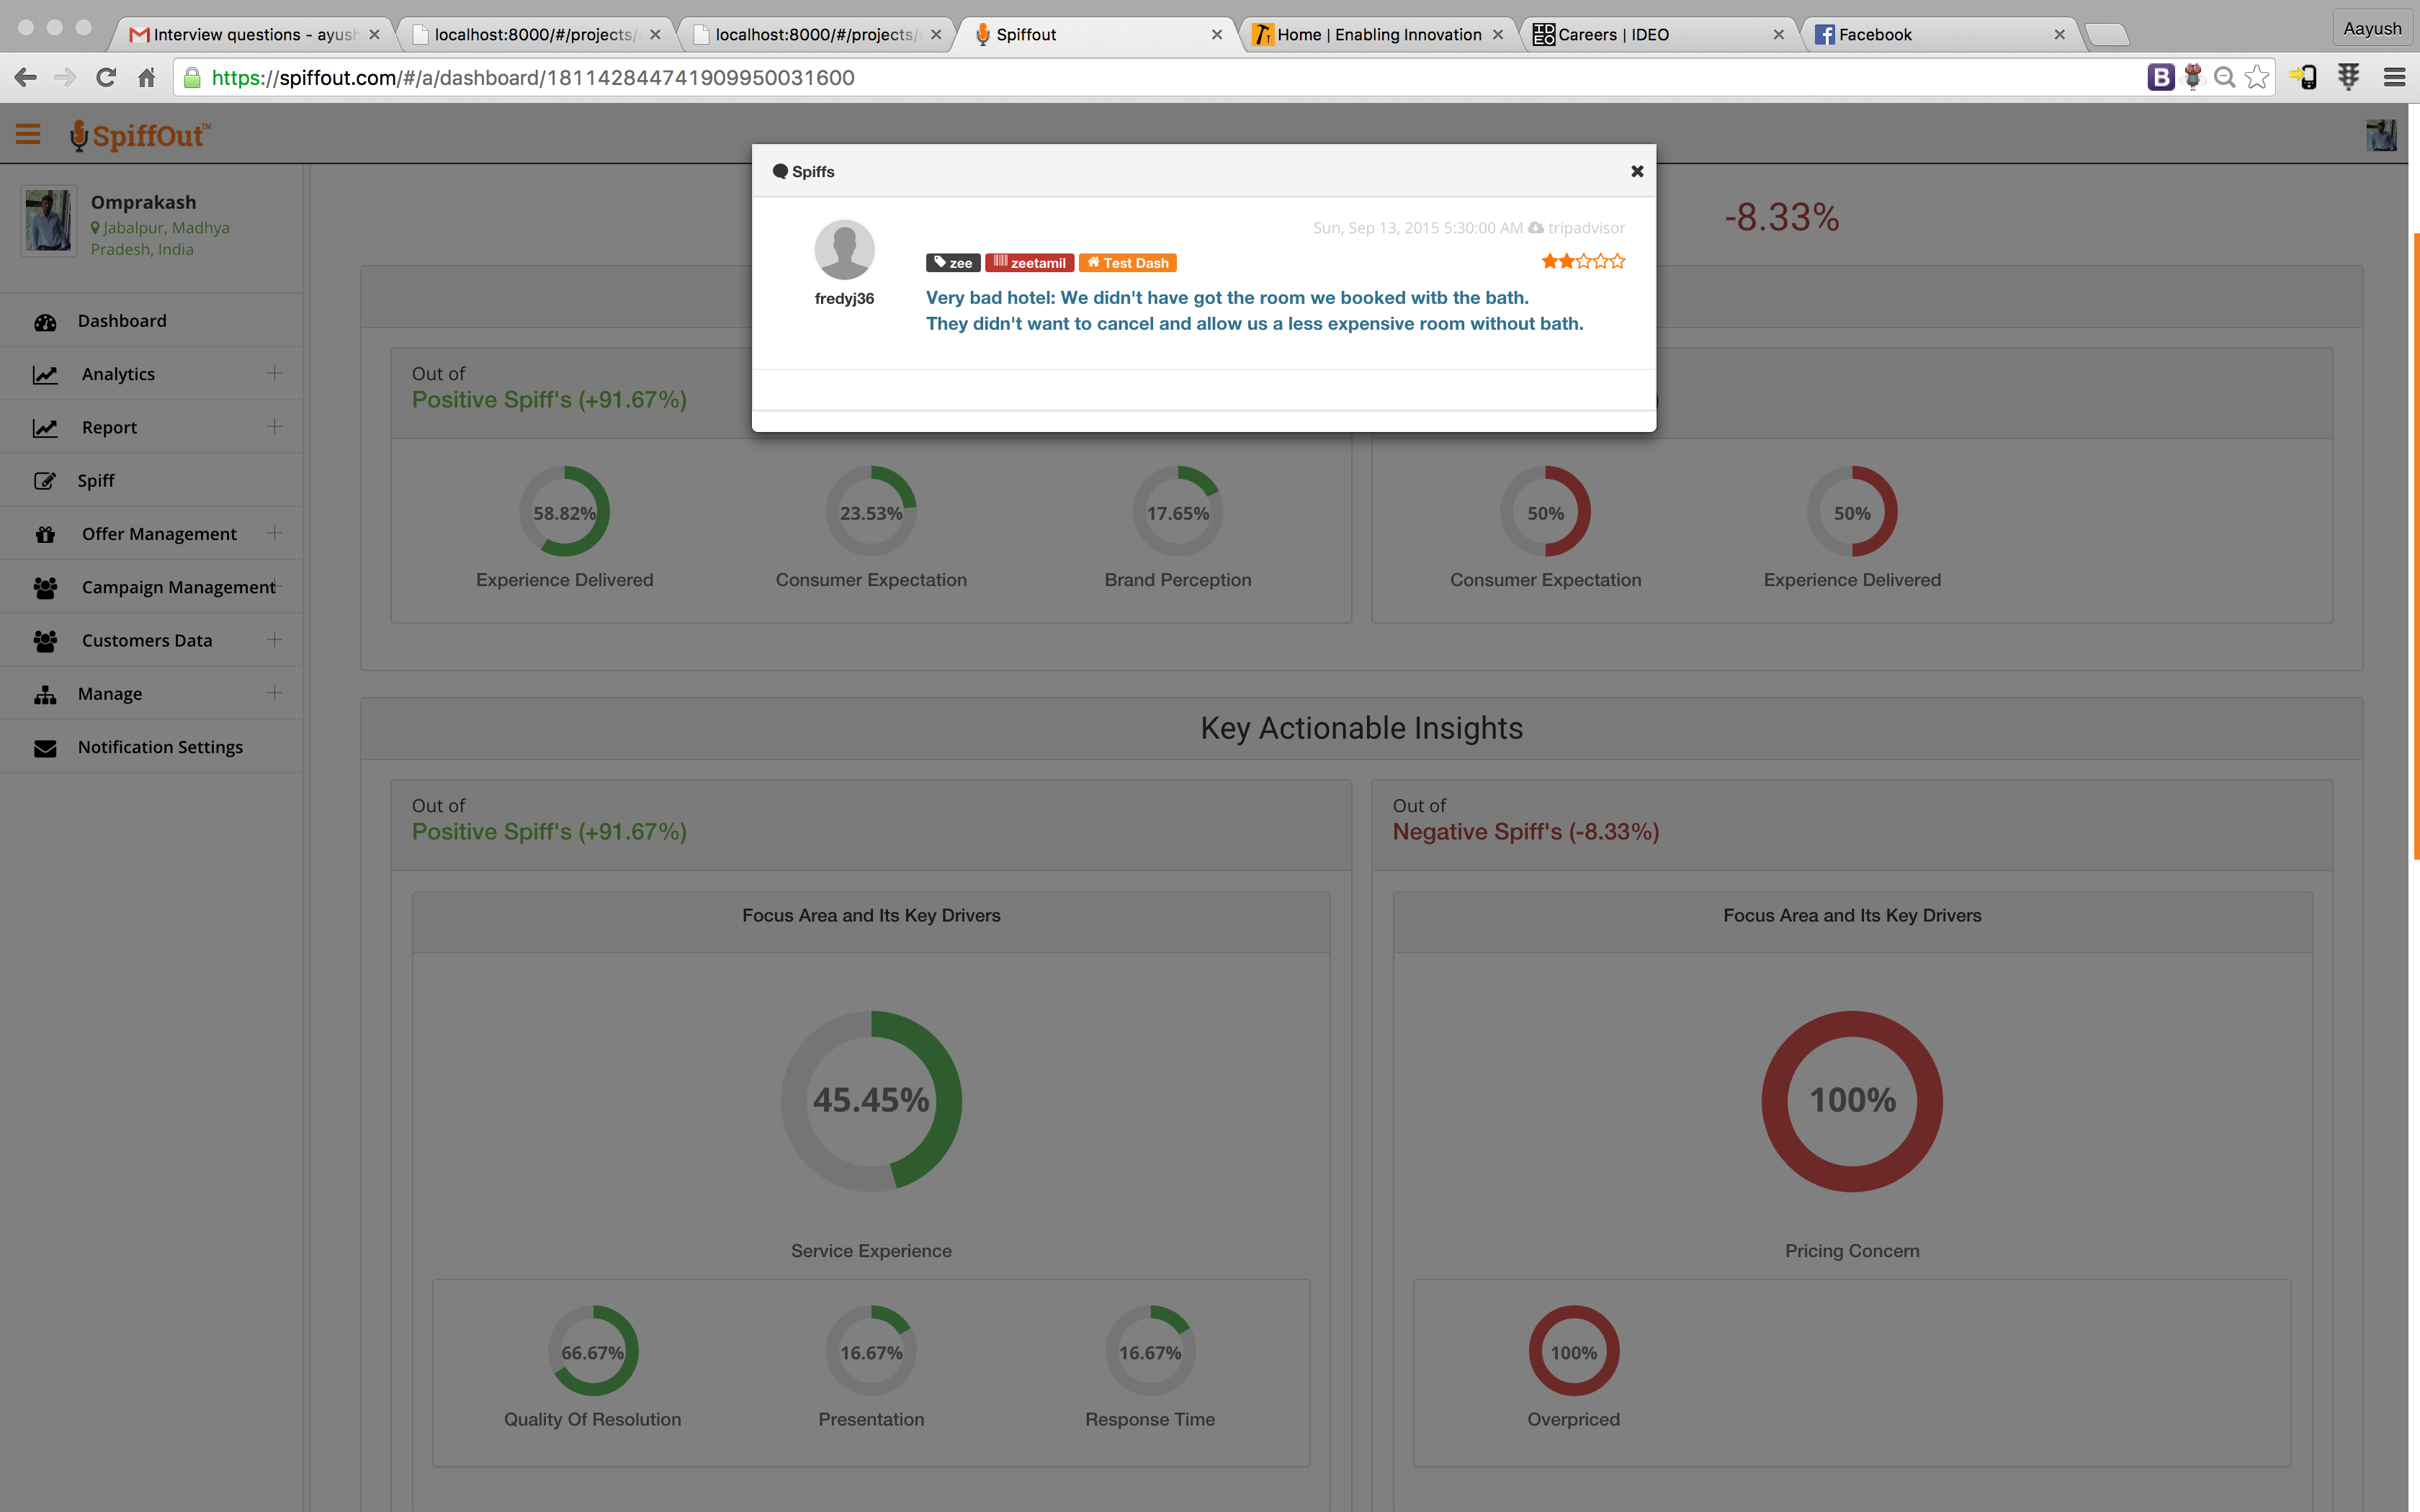 Interview questions - ayush
localhost:8000/#/projects/
localhost:8000/#/projects/
Spiffout
Home | Enabling Innovation
IDEO
Careers | IDEO
Facebook
Aayush
https://spiffout.com/#/a/dashboard/181142844741909950031600
B
SpiffOut™
Omprakash
Jabalpur, Madhya
Pradesh, India
Dashboard
Analytics
Report
Spiff
Offer Management
Campaign Management
Customers Data
Manage
Notification Settings
Spiffs
Sun, Sep 13, 2015 5:30:00 AM tripadvisor
zee zeetamil Test Dash
fredyj36
Very bad hotel: We didn't have got the room we booked witb the bath.
They didn't want to cancel and allow us a less expensive room without bath.
-8.33%
Out of
Positive Spiff's (+91.67%)
58.82%
Experience Delivered
23.53%
Consumer Expectation
17.65%
Brand Perception
50%
Consumer Expectation
50%
Experience Delivered
Key Actionable Insights
Out of
Positive Spiff's (+91.67%)
Focus Area and Its Key Drivers
45.45%
Service Experience
66.67%
Quality Of Resolution
16.67%
Presentation
16.67%
Response Time
Out of
Negative Spiff's (-8.33%)
Focus Area and Its Key Drivers
100%
Pricing Concern
100%
Overpriced